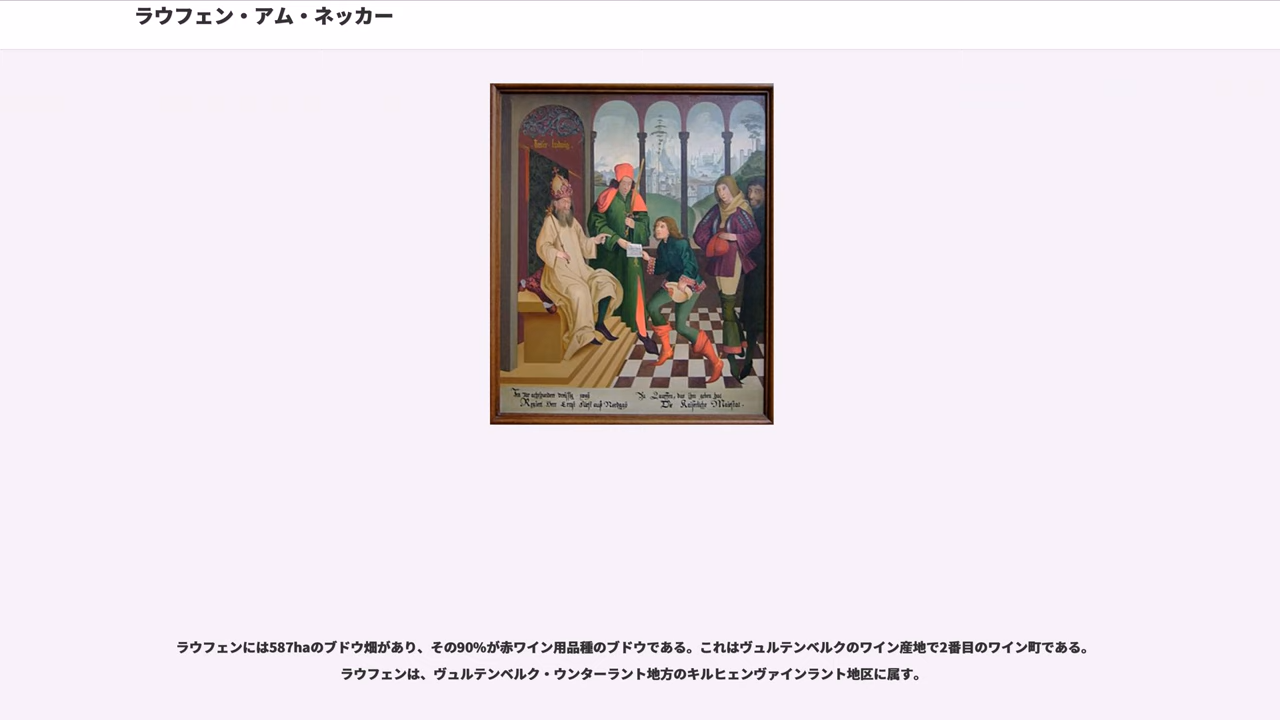 ラウフェン・アム・ネッカー
ラウフェンには587haのブドウ畑があり、その90%が赤ワイン用品種のブドウである。これはヴュルテンベルクのワイン産地で2番目のワイン町である。
ラウフェンは、ヴュルテンベルク・ウンターラント地方のキルヒェンヴァインラント地区に属す。